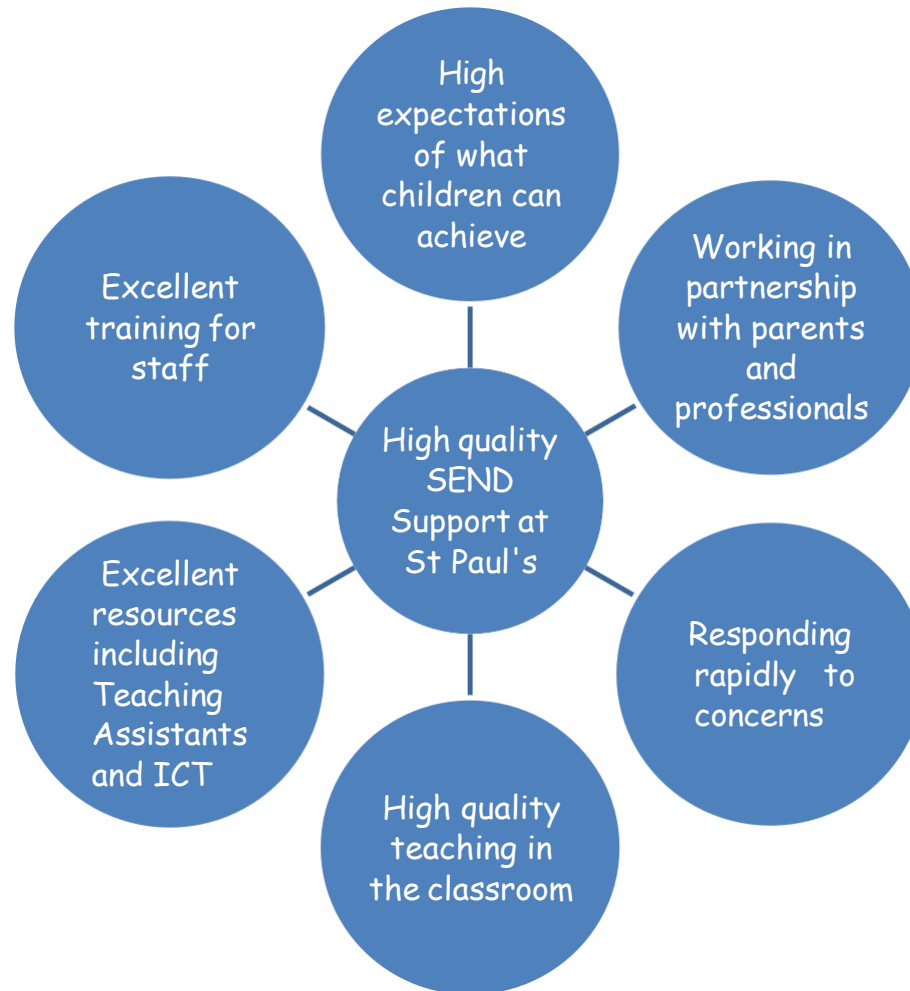 High
expectations
of what
children can
achieve
Working in
partnership
with parents
and
professionals
Responding
rapidly to
concerns
High quality
teaching in
the classroom
Excellent
resources
including
Teaching
Assistants
and ICT
Excellent
training for
staff
High quality
SEND
Support at
St Paul's